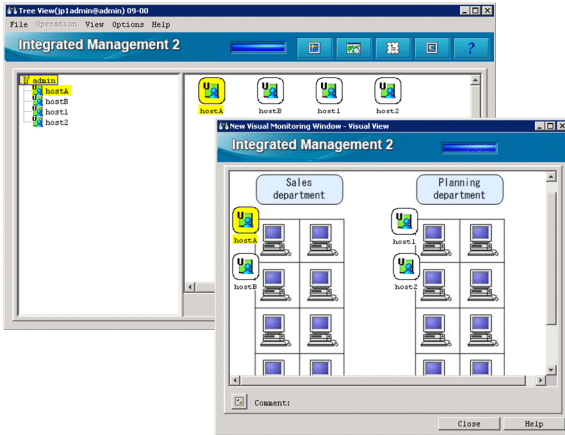 Tree View(jp1admin@admin) 09-00
File Operation View Options Help
Integrated Management 2
?
admin
hostA
hostB
host1
host2
hostA hostB host1 host2
New Visual Monitoring Window - Visual View
Integrated Management 2
Sales department
Planning department
hostA
host1
hostB
host2
Comment:
Close Help